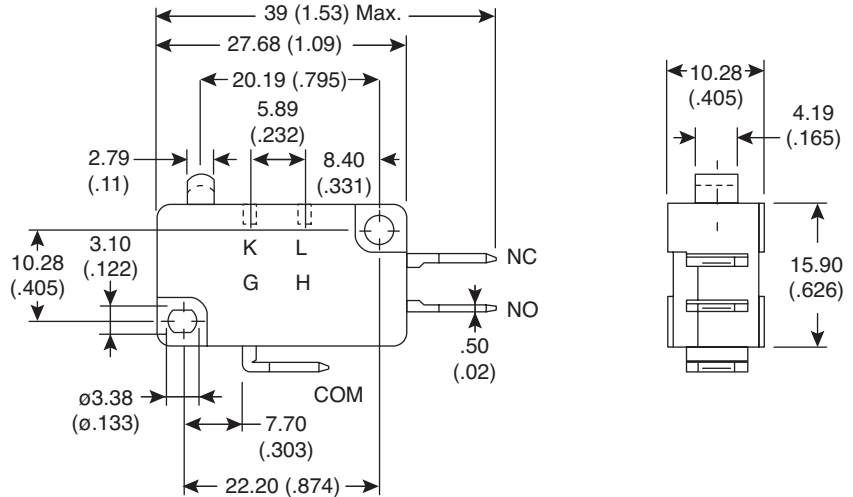 39 (1.53) Max.
27.68 (1.09)
20.19 (.795)
5.89
(.232)
2.79
(.11)
8.40
(.331)
10.28
(.405)
3.10
(.122)
K L
G H
NC
NO
.50
(.02)
COM
ø3.38
(ø.133)
7.70
(.303)
22.20 (.874)
10.28
(.405)
4.19
(.165)
15.90
(.626)